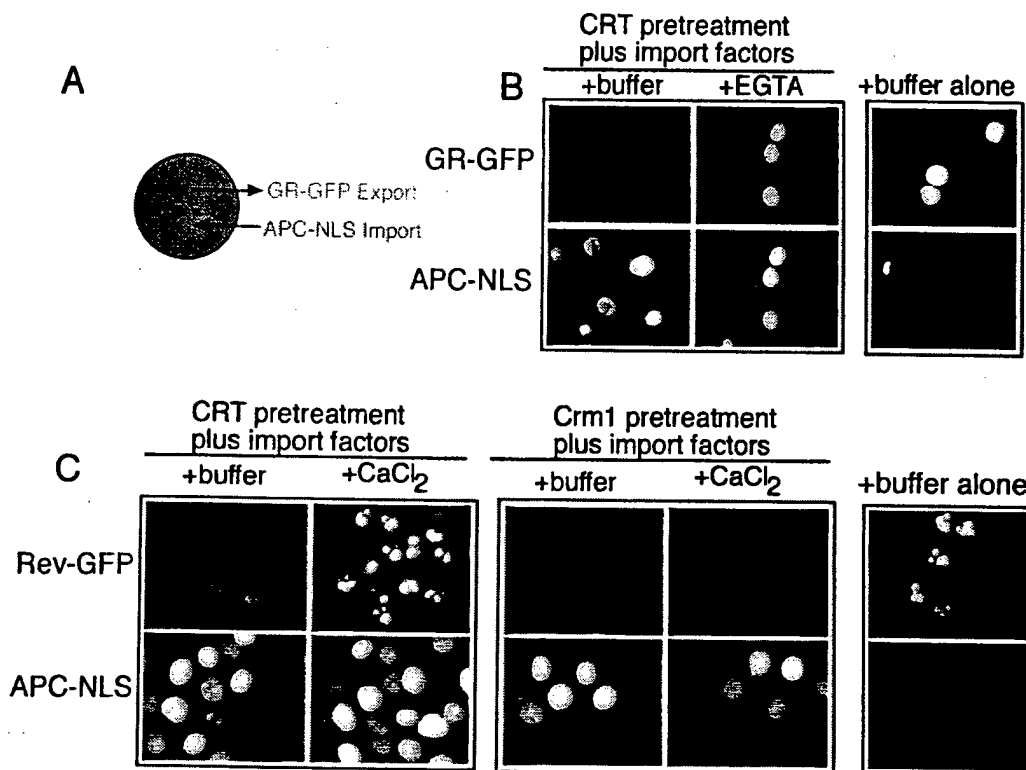 A
GR-GFP Export
APC-NLS Import
B
CRT pretreatment
plus import factors
+buffer
+EGTA
+buffer alone
GR-GFP
APC-NLS
C
CRT pretreatment
plus import factors
+buffer
+CaCl2
Crm1 pretreatment
plus import factors
+buffer
+CaCl2
+buffer alone
Rev-GFP
APC-NLS